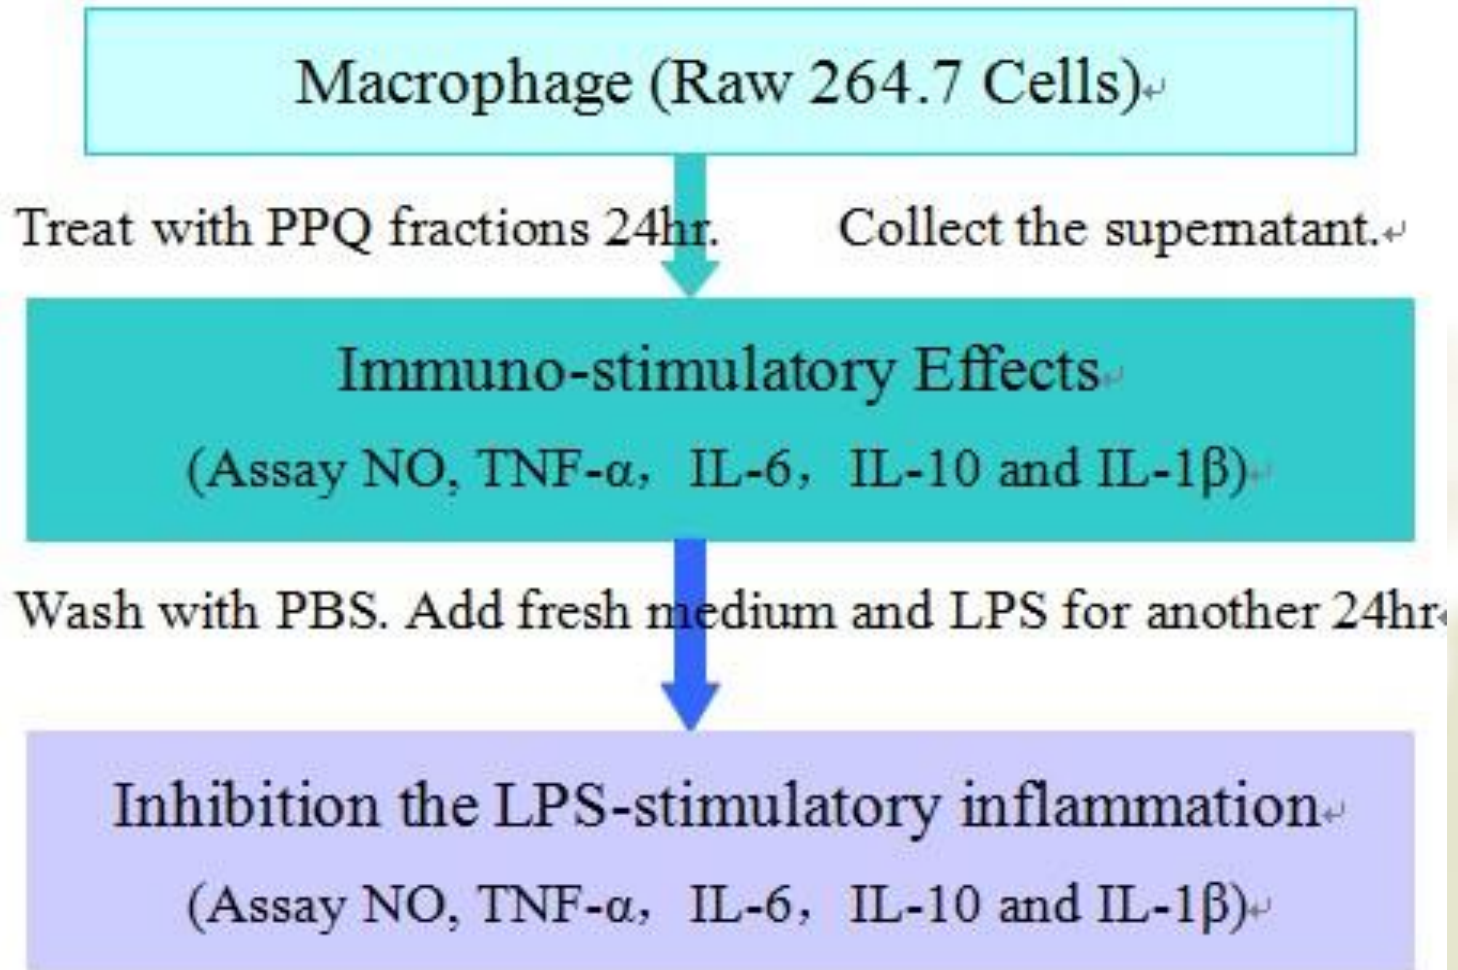 Macrophage (Raw 264.7 Cells)↵
Treat with PPQ fractions 24hr. Collect the supernatant.↵
Immuno-stimulatory Effects↵
(Assay NO, TNF-α, IL-6, IL-10 and IL-1β)↵
Wash with PBS. Add fresh medium and LPS for another 24hr
Inhibition the LPS-stimulatory inflammation↵
(Assay NO, TNF-α, IL-6, IL-10 and IL-1β)↵